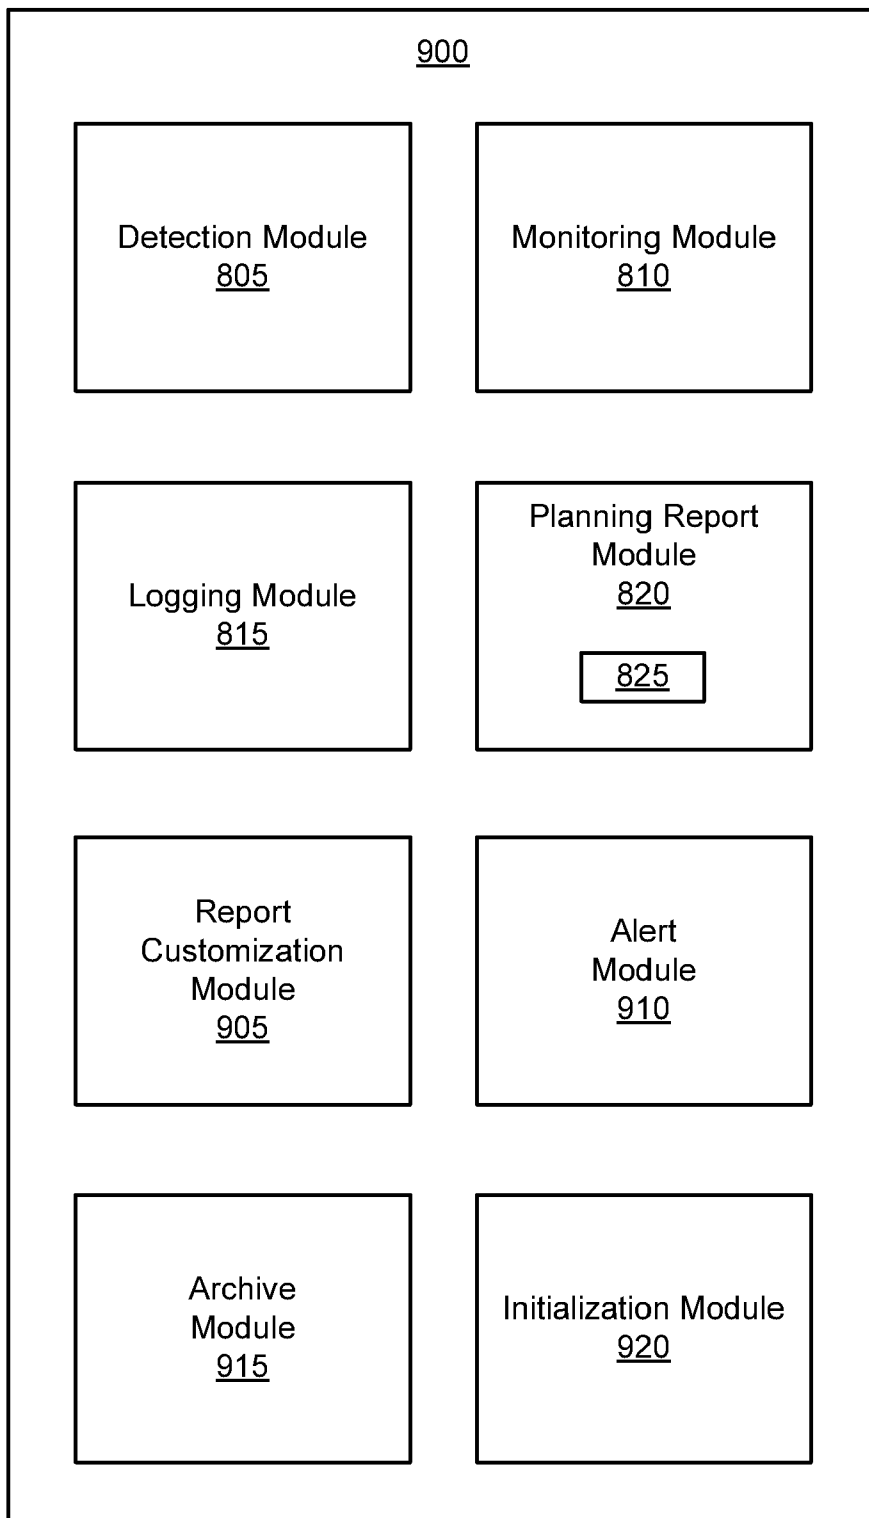 900
Detection Module
805
Monitoring Module
810
Logging Module
815
Planning Report
Module
820
825
Report
Customization
Module
905
Alert
Module
910
Archive
Module
915
Initialization Module
920